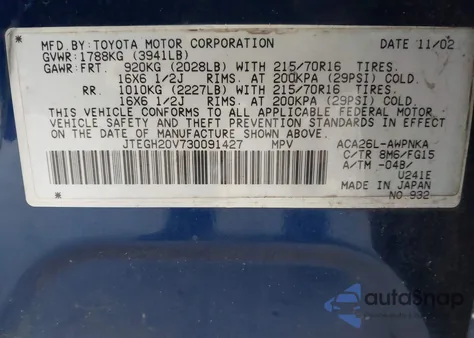 MFD. BY: TOYOTA MOTOR CORPORATION DATE 11/02
GVWR: 1788KG (3941LB)
GAWR: FRT. 920KG (2028LB) WITH 215/70R16 TIRES.
16X6 1/2J RIMS. AT 200KPA (29PSI) COLD.
RR. 1010KG (2227LB) WITH 215/70R16 TIRES.
16X6 1/2J RIMS. AT 200KPA (29PSI) COLD.
THIS VEHICLE CONFORMS TO ALL APPLICABLE FEDERAL MOTOR
VEHICLE SAFETY AND THEFT PREVENTION STANDARDS IN EFFECT
ON THE DATE OF MANUFACTURE SHOWN ABOVE.
JTEGH20V730091427 MPV ACA26L-AWPNKA
C/TR 8M6/FG15
A/TM -04B/
U241E
MADE IN JAPAN
NO 932
autoSnap